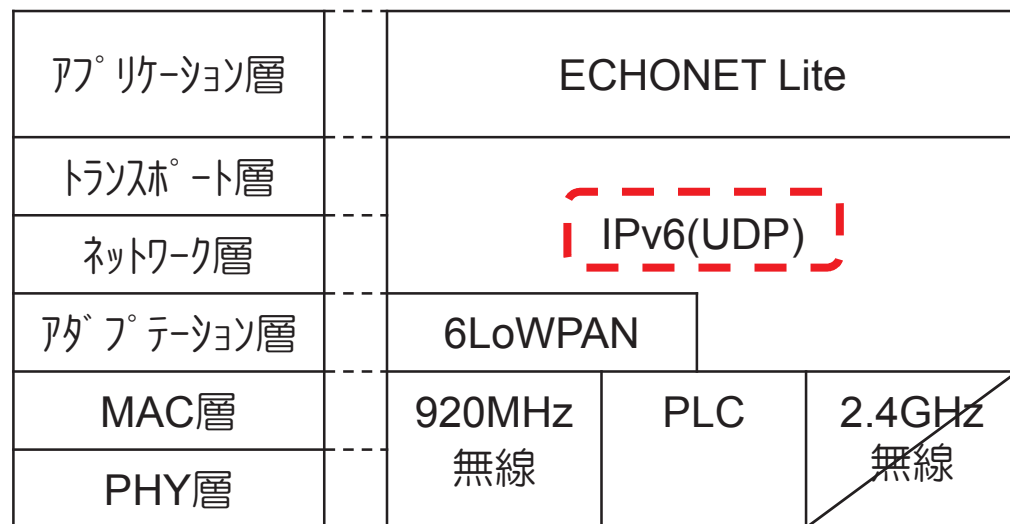 アプリケーション層
ECHONET Lite
トランスポート層
IPv6(UDP)
ネットワーク層
アダプテーション層
6LoWPAN
MAC層
920MHz
無線
PLC
2.4GHz
無線
PHY層